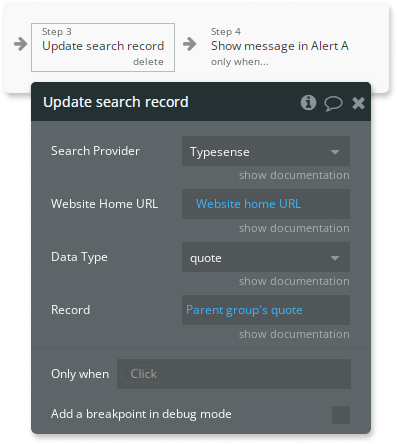 Step 3
Update search record
delete
Step 4
Show message in Alert A
only when...
Update search record
Search Provider
Typesense
show documentation
Website Home URL
Website home URL
show documentation
Data Type
quote
show documentation
Record
Parent group's quote
show documentation
Only when
Click
Add a breakpoint in debug mode